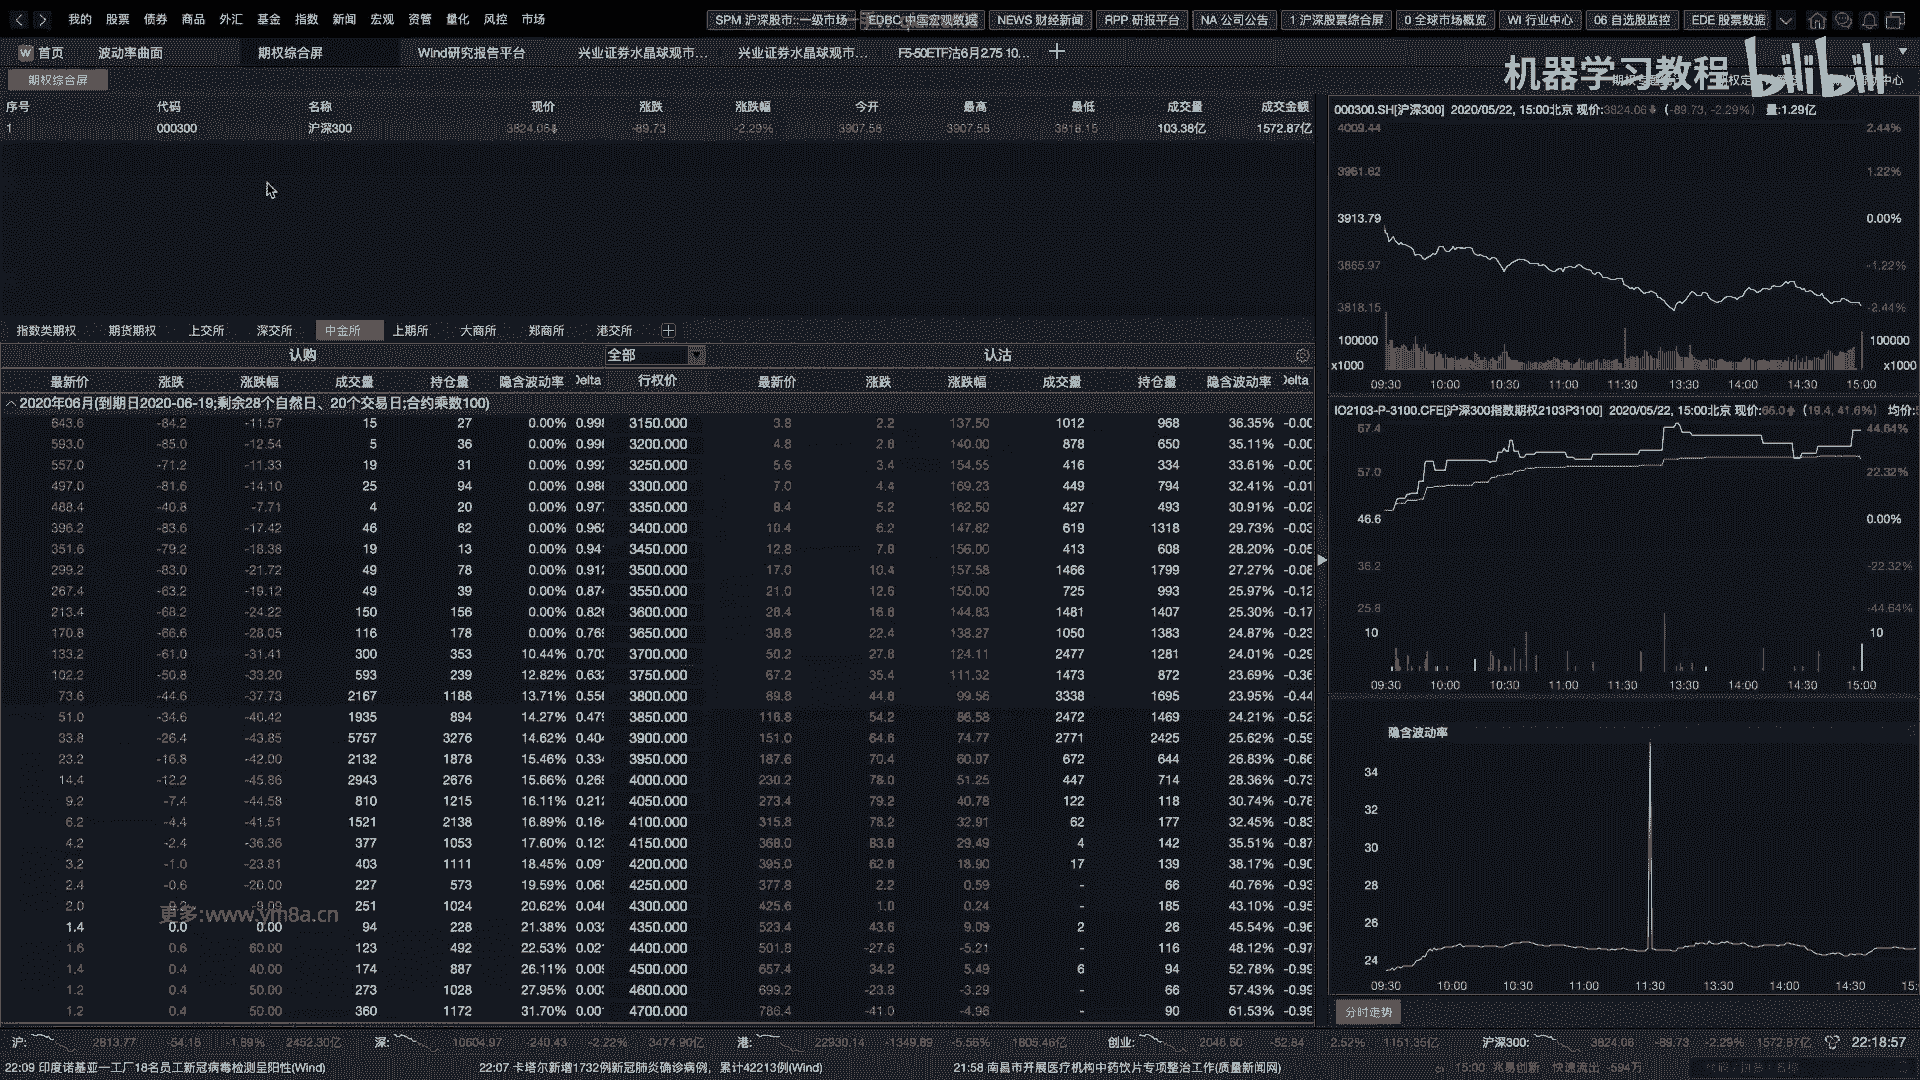 我的 股票 债券 商品 外汇 基金 指数 新闻 宏观 资管 量化 风控 市场 SPM 沪深股市::一级市场 EDBC 中国宏观数据 NEWS 财经新闻 RPP 研报平台 NA 公司公告 1 沪深股票综合屏 0 全球市场概览 WI 行业中心 06 自选股监控 EDE 股票数据
W 首页 波动率曲面 期权综合屏 Wind研究报告平台 兴业证券水晶球观市... 兴业证券水晶球观市... F5-50ETF沽6月2.75 10...
机器学习教程 bilibili
期权综合屏
序号 代码 名称 现价 涨跌 涨跌幅 今开 最高 最低 成交量 成交金额
1 000300 沪深300 3824.06 -89.73 -2.29% 3907.58 3907.58 3818.15 103.38亿 1572.87亿
指数类期权 期货期权 上交所 深交所 中金所 上期所 大商所 郑商所 港交所
认购 全部 认沽
最新价 涨跌 涨跌幅 成交量 持仓量 隐含波动率 Delta 行权价 最新价 涨跌 涨跌幅 成交量 持仓量 隐含波动率 Delta
2020年06月(到期日2020-06-19;剩余28个自然日、20个交易日;合约乘数100)
643.6 -84.2 -11.57 15 27 0.00% 3150.000 3.8 2.2 137.50 1012 968 36.35% -0.00
593.0 -85.0 -12.54 5 36 0.00% 3200.000 4.8 2.8 140.00 878 650 35.11% -0.00
557.0 -71.2 -11.33 19 31 0.00% 3250.000 5.6 3.4 154.55 416 334 33.61% -0.00
497.0 -81.6 -14.10 25 94 0.00% 3300.000 7.0 4.4 169.23 449 794 32.41% -0.01
488.4 -40.8 -7.71 4 20 0.00% 3350.000 8.4 5.2 162.50 427 493 30.91% -0.02
396.2 -83.6 -17.42 46 62 0.00% 3400.000 10.4 6.2 147.62 619 1318 29.73% -0.03
351.6 -79.2 -18.38 19 13 0.00% 3450.000 12.8 7.8 156.00 413 608 28.20% -0.05
299.2 -83.0 -21.72 49 78 0.00% 3500.000 17.0 10.4 157.58 1466 1799 27.27% -0.08
267.4 -63.2 -19.12 49 39 0.00% 3550.000 21.0 12.6 150.00 725 993 25.97% -0.12
213.4 -68.2 -24.22 150 156 0.00% 3600.000 28.4 16.8 144.83 1481 1407 25.30% -0.17
170.8 -66.6 -28.05 116 178 0.00% 3650.000 38.6 22.4 138.27 1050 1383 24.87% -0.23
133.2 -61.0 -31.41 300 353 10.44% 3700.000 50.2 27.8 124.11 2477 1281 24.01% -0.29
102.2 -50.8 -33.20 593 239 12.82% 3750.000 67.2 35.4 111.32 1473 872 23.69% -0.36
73.6 -44.6 -37.73 2167 1188 13.71% 3800.000 89.8 44.8 99.56 3338 1695 23.95% -0.44
51.0 -34.6 -40.42 1935 894 14.27% 3850.000 116.8 54.2 86.58 2472 1469 24.21% -0.52
33.8 -26.4 -43.85 5757 3276 14.62% 3900.000 151.0 64.6 74.77 2771 2425 25.62% -0.59
23.2 -16.8 -42.00 2132 1878 15.46% 3950.000 187.6 70.4 60.07 672 644 26.83% -0.66
14.4 -12.2 -45.86 2943 2676 15.66% 4000.000 230.2 78.0 51.25 447 714 28.36% -0.73
9.2 -7.4 -44.58 810 1215 16.11% 4050.000 273.4 79.2 40.78 122 118 30.74% -0.78
6.2 -4.4 -41.51 1521 2138 16.89% 4100.000 315.8 78.2 32.91 62 177 32.45% -0.83
4.2 -2.4 -36.36 377 1053 17.60% 4150.000 368.0 83.8 29.49 4 142 35.51% -0.87
3.2 -1.0 -23.81 403 1111 18.45% 4200.000 395.0 62.8 18.90 17 139 38.17% -0.90
2.4 -0.6 -20.00 227 573 19.59% 4250.000 377.8 2.2 0.59 - 66 40.76% -0.93
2.0 251 1024 20.62% 4300.000 425.6 1.0 0.24 - 185 43.10% -0.95
更多:www.ym8a.cn
1.4 0.0 0.00 94 228 21.38% 4350.000 523.4 43.6 9.09 2 26 45.54% -0.96
1.6 0.6 60.00 123 492 22.53% 4400.000 501.8 -27.6 -5.21 - 116 48.12% -0.97
1.4 0.4 40.00 174 887 26.11% 4500.000 657.4 34.2 5.49 6 94 52.78% -0.99
1.2 0.4 50.00 273 1028 27.95% 4600.000 699.2 -23.8 -3.29 - 66 57.43% -0.99
1.2 0.4 50.00 360 1172 31.70% 4700.000 786.4 -41.0 -4.96 - 90 61.53% -0.99
000300.SH[沪深300] 2020/05/22, 15:00北京 现价:3824.06 (-89.73, -2.29%) 量:1.29亿
4009.44 2.44%
3961.62 1.22%
3913.79 0.00%
3865.97 -1.22%
3818.15 -2.44%
100000 100000
x1000 x1000
09:30 10:00 10:30 11:00 11:30 13:30 14:00 14:30 15:00
IO2103-P-3100.CFE[沪深300指数期权2103P3100] 2020/05/22, 15:00北京 现价:66.0 (19.4, 41.6%) 均价:
67.4 44.64%
57.0 22.32%
46.6 0.00%
36.2 -22.32%
25.8 -44.64%
10 10
09:30 10:00 10:30 11:00 11:30 13:30 14:00 14:30 15:00
隐含波动率
34
32
30
28
26
24
09:30 10:00 10:30 11:00 11:30 13:30 14:00 14:30 15:
分时走势
沪: 2813.77 -54.16 -1.89% 2452.30亿 深: 10604.97 -240.43 -2.22% 3474.90亿 港: 22930.14 -1349.89 -5.56% 1805.46亿 创业: 2046.60 -52.84 2.52% 1151.35亿 沪深300: 3824.06 -89.73 -2.29% 1572.87亿 22:18:57
22:09 印度诺基亚一工厂18名员工新冠病毒检测呈阳性(Wind) 22:07 卡塔尔新增1732例新冠肺炎确诊病例，累计42213例(Wind) 21:58 南昌市开展医疗机构中药饮片专项整治工作(质量新闻网) 15:00 兆易创新 快速流出 -594万